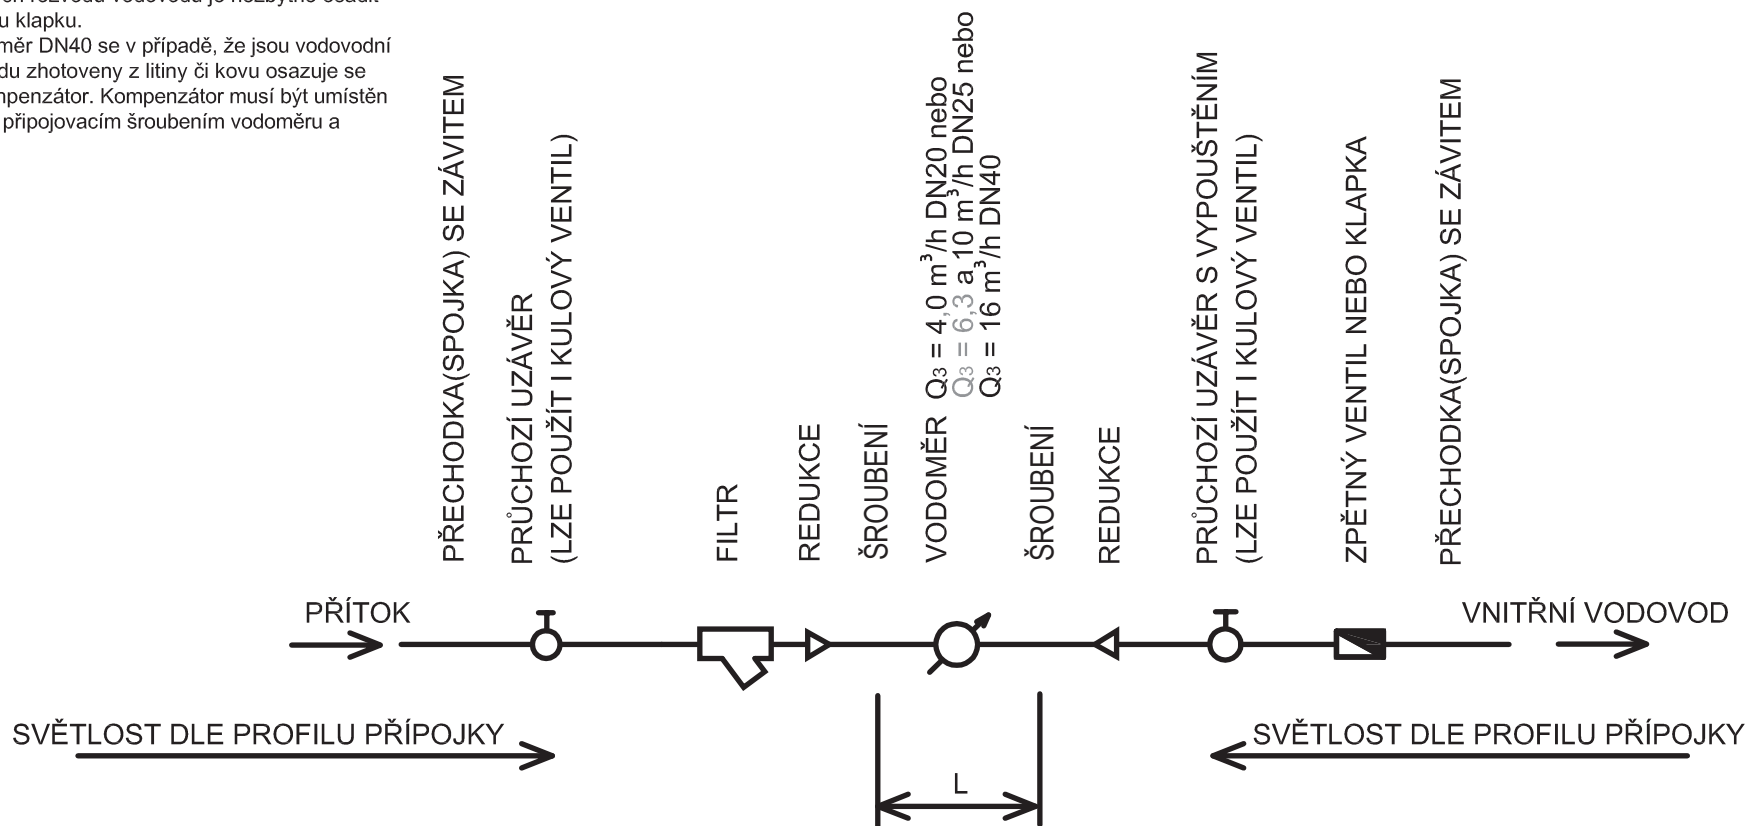 u klapku.
měr DN40 se v případě, že jsou vodovodní
du zhotoveny z litiny či kovu osazuje se
mpenzátor. Kompenzátor musí být umístěn
připojovacím šroubením vodoměru a
PŘECHODKA(SPOJKA) SE ZÁVITEM
PRŮCHOZÍ UZÁVĚR
(LZE POUŽÍT I KULOVÝ VENTIL)
FILTR
REDUKCE
ŠROUBENÍ
VODOMĚR Q3 = 4,0 m³/h DN20 nebo
Q3 = 6,3 a 10 m³/h DN25 nebo
Q3 = 16 m³/h DN40
ŠROUBENÍ
REDUKCE
PRŮCHOZÍ UZÁVĚR S VYPOUŠTĚNÍM
(LZE POUŽÍT I KULOVÝ VENTIL)
ZPĚTNÝ VENTIL NEBO KLAPKA
PŘECHODKA(SPOJKA) SE ZÁVITEM
PŘÍTOK
VNITŘNÍ VODOVOD
SVĚTLOST DLE PROFILU PŘÍPOJKY
SVĚTLOST DLE PROFILU PŘÍPOJKY
L